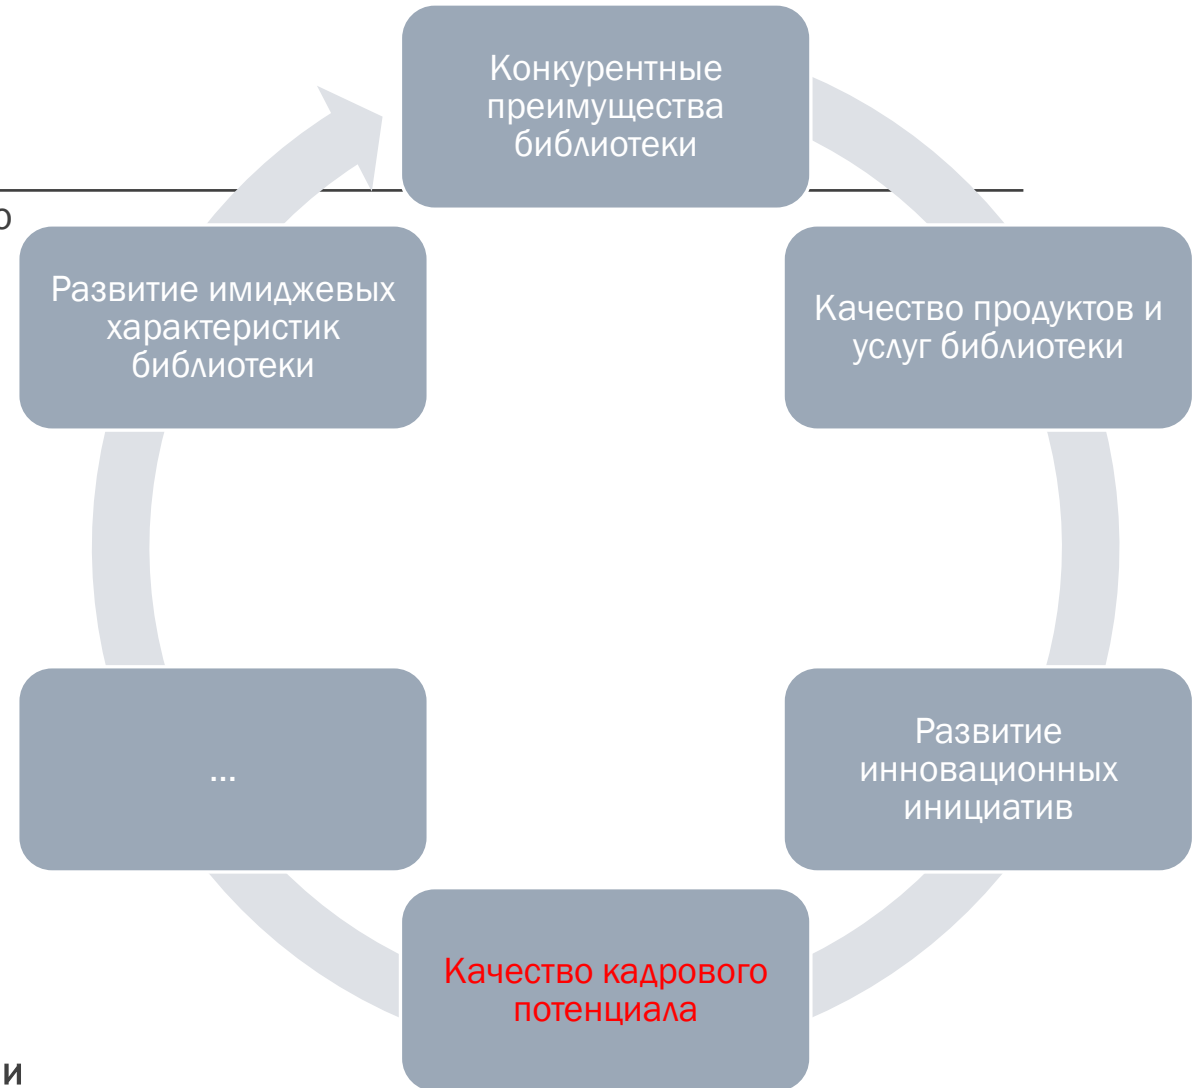 Конкурентные
преимущества
библиотеки
о
Развитие имиджевых
характеристик
библиотеки
Качество продуктов и
услуг библиотеки
...
Развитие
инновационных
инициатив
Качество кадрового
потенциала
и